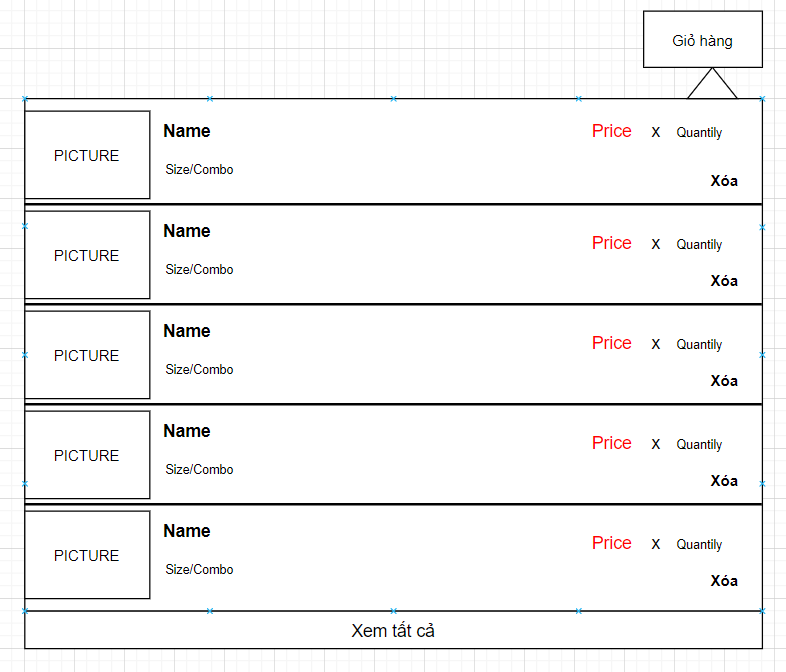 Giỏ hàng
PICTURE
Name
Size/Combo
Price X Quantily
Xóa
PICTURE
Name
Size/Combo
Price X Quantily
Xóa
PICTURE
Name
Size/Combo
Price X Quantily
Xóa
PICTURE
Name
Size/Combo
Price X Quantily
Xóa
PICTURE
Name
Size/Combo
Price X Quantily
Xóa
Xem tất cả